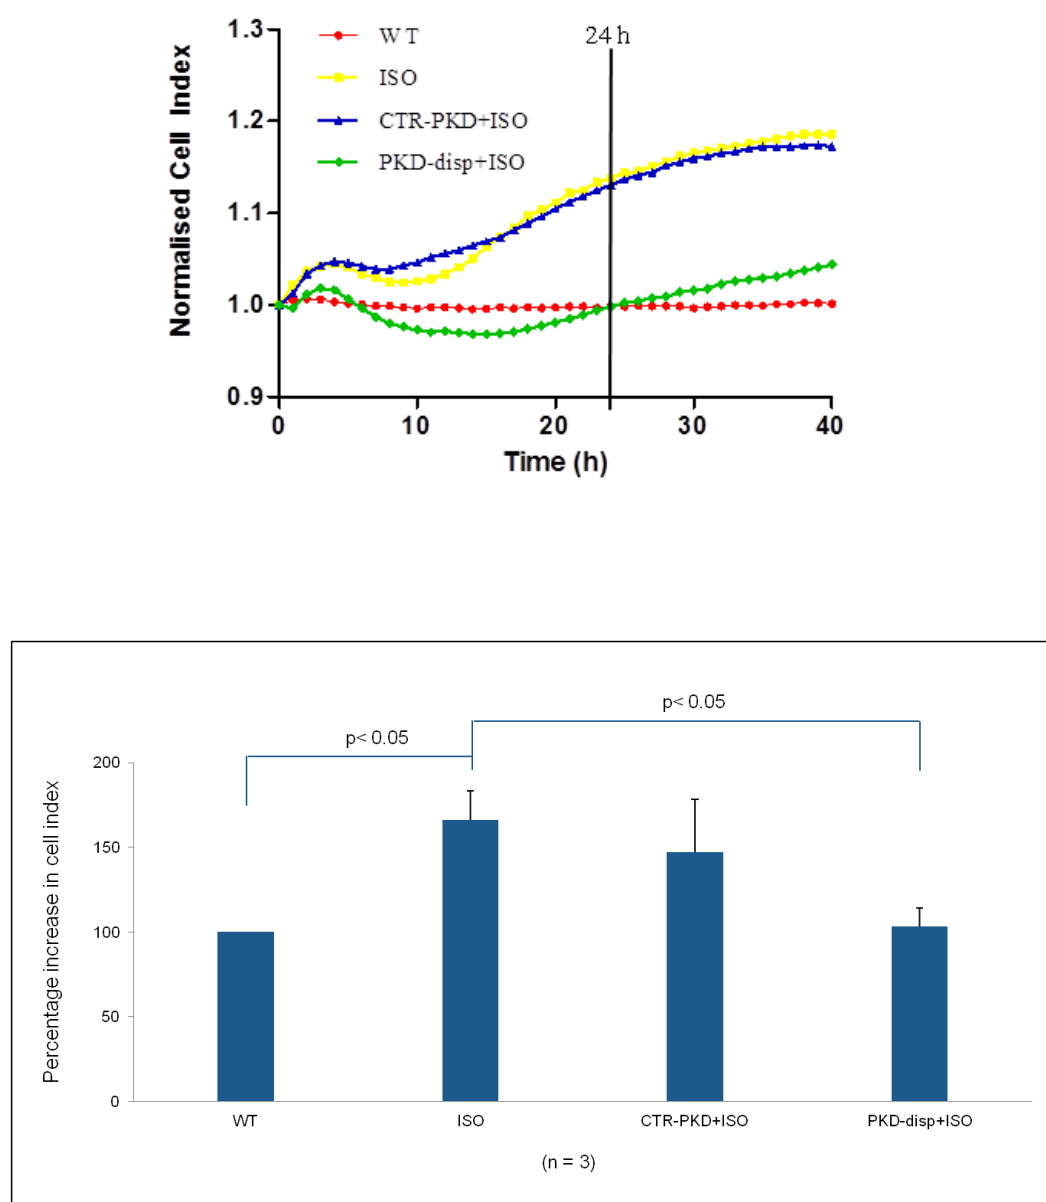 1.3
1.2
1.1
1.0
0.9
Normalised Cell Index
WT
ISO
CTR-PKD+ISO
PKD-disp+ISO
24 h
0 10 20 30 40
Time (h)
p< 0.05
p< 0.05
200
150
100
50
0
Percentage increase in cell index
WT ISO CTR-PKD+ISO PKD-disp+ISO
(n = 3)